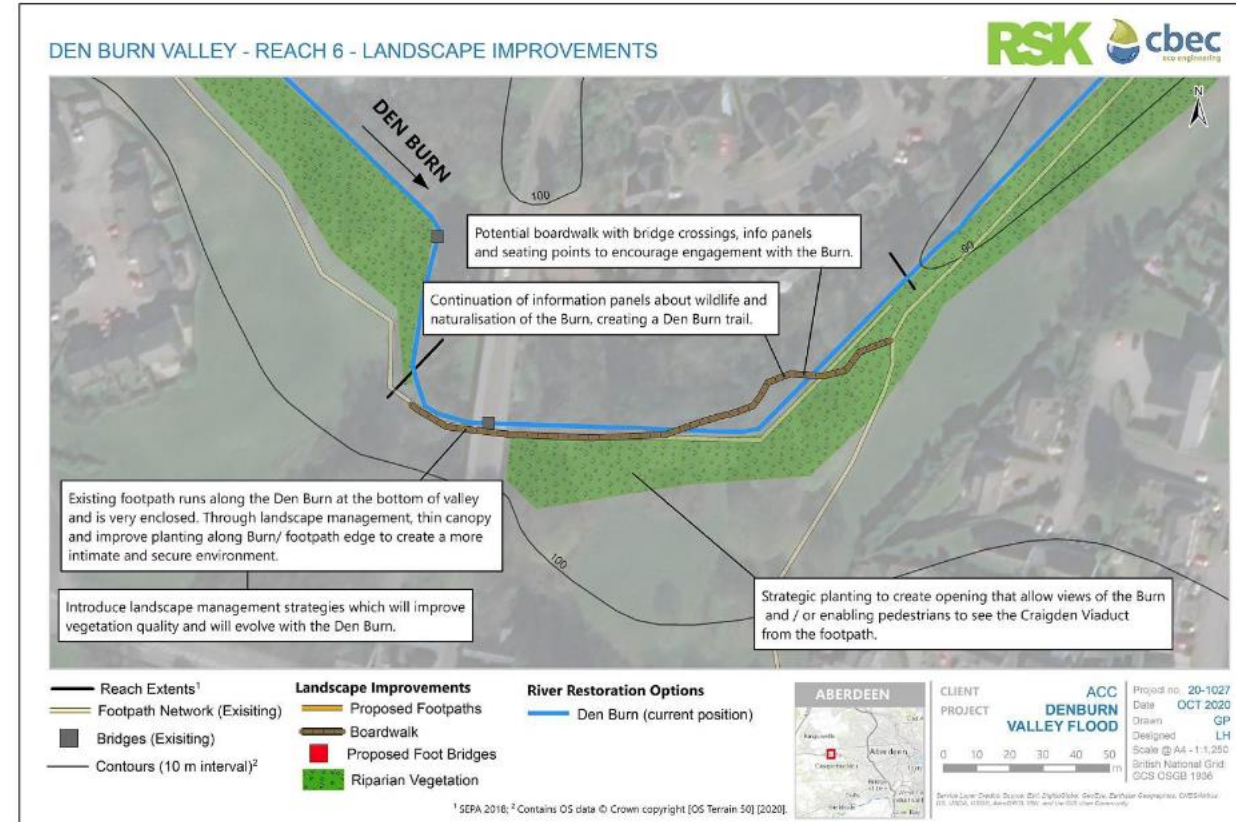 DEN BURN VALLEY - REACH 6 - LANDSCAPE IMPROVEMENTS
RSK
cbec
eco engineering
N
DEN BURN
100
Potential boardwalk with bridge crossings, info panels
and seating points to encourage engagement with the Burn.
90
Continuation of information panels about wildlife and
naturalisation of the Burn, creating a Den Burn trail.
Existing footpath runs along the Den Burn at the bottom of valley
and is very enclosed. Through landscape management, thin canopy
and improve planting along Burn/ footpath edge to create a more
intimate and secure environment.
100
Introduce landscape management strategies which will improve
vegetation quality and will evolve with the Den Burn.
Strategic planting to create opening that allow views of the Burn
and / or enabling pedestrians to see the Craigden Viaduct
from the footpath.
Reach Extents¹
Footpath Network (Exisiting)
Bridges (Exisiting)
Contours (10 m interval)²
Landscape Improvements
Proposed Footpaths
Boardwalk
Proposed Foot Bridges
Riparian Vegetation
River Restoration Options
Den Burn (current position)
¹ SEPA 2018; ² Contains OS data © Crown copyright [OS Terrain 50] [2020].
ABERDEEN
Aberdeen
CLIENT ACC
PROJECT DENBURN
VALLEY FLOOD
0 10 20 30 40 50
m
Project no 20-1027
Date OCT 2020
Drawn GP
Designed LH
Scale @ A4 - 1:1,250
British National Grid
GCS OSGB 1936